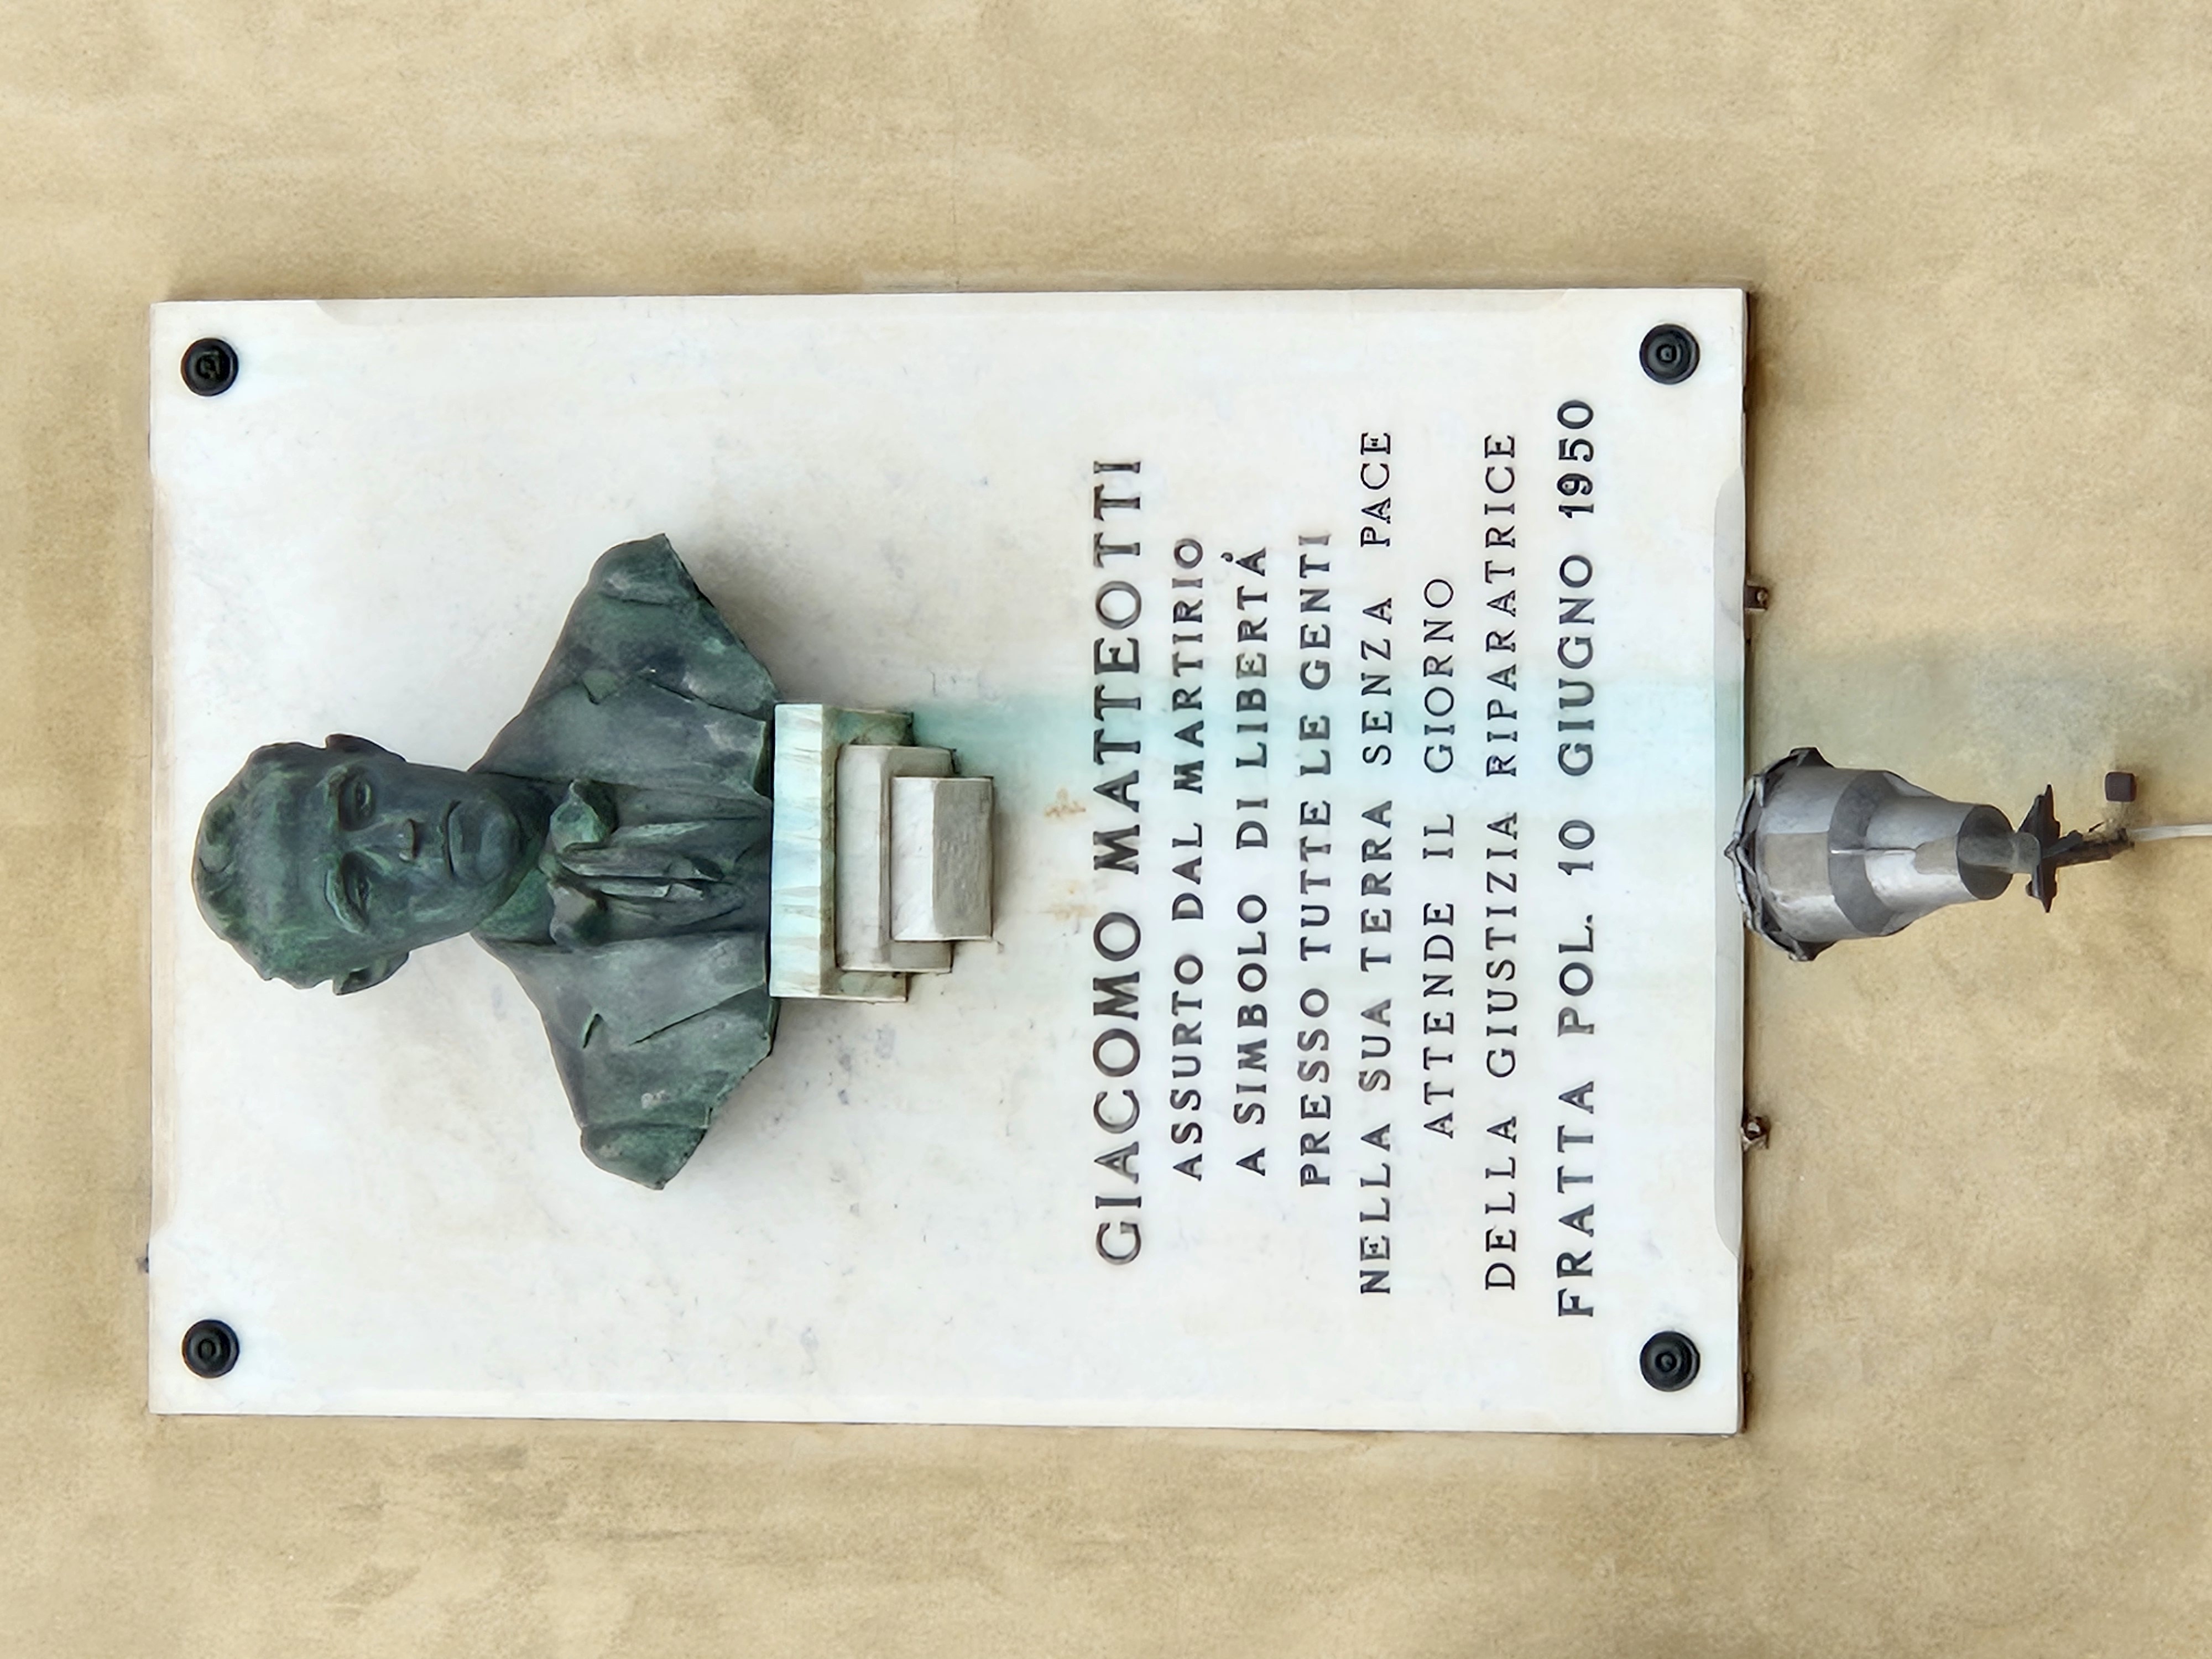 GIACOMO MATTEOTTI
ASSURTO DAL MARTIRIO
A SIMBOLO DI LIBERTÀ
PRESSO TUTTE LE GENTI
NELLA SUA TERRA SENZA PACE
ATTENDE IL GIORNO
DELLA GIUSTIZIA RIPARATRICE
FRATTA POL. 10 GIUGNO 1950